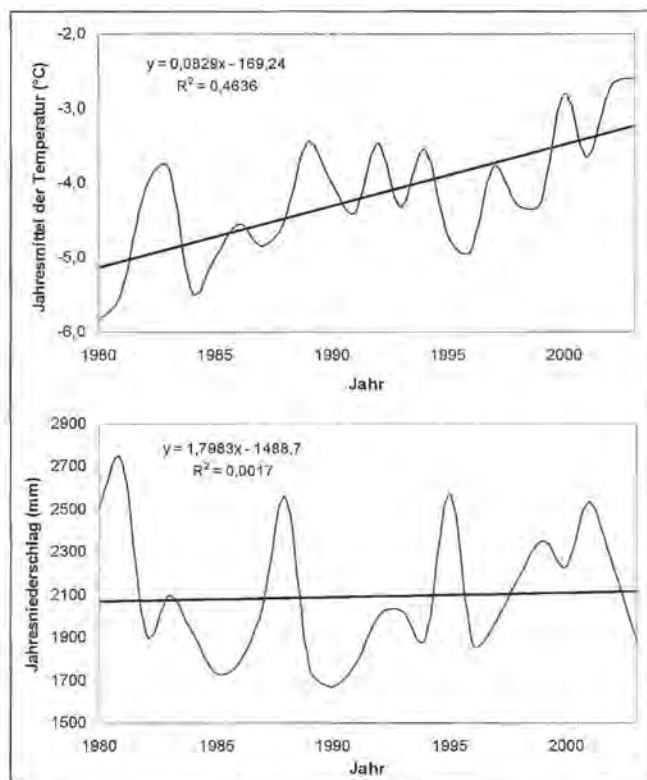 -2,0
y = 0,0829x - 169,24
R² = 0,4636
-3,0
-4,0
-5,0
-6,0
Jahresmittel der Temperatur (°C)
1980 1985 1990 1995 2000
Jahr
2900
y = 1,7983x - 1488,7
R² = 0,0017
2700
2500
2300
2100
1900
1700
1500
Jahresniederschlag (mm)
1980 1985 1990 1995 2000
Jahr